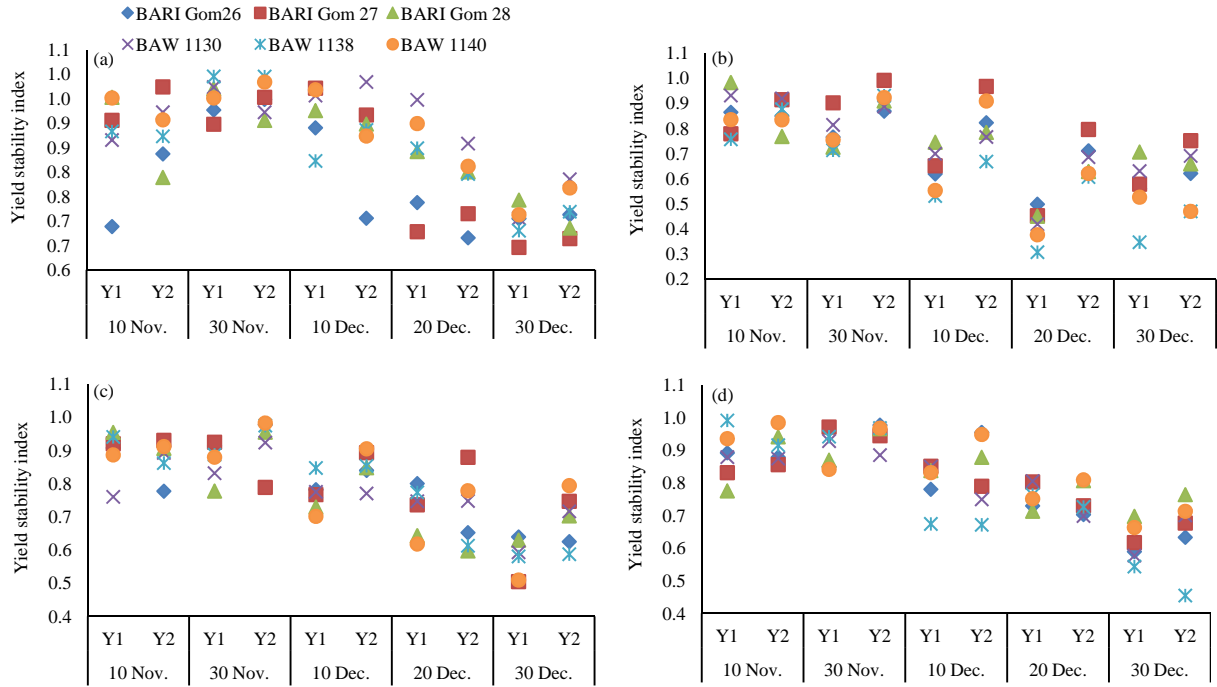 BARI Gom26 BARI Gom 27 BARI Gom 28
BAW 1130 BAW 1138 BAW 1140
(a)
Yield stability index
1.1
1.0
1.0
0.9
0.9
0.8
0.8
0.7
0.7
0.6
Y1 Y2 Y1 Y2 Y1 Y2 Y1 Y2 Y1 Y2
10 Nov. 30 Nov. 10 Dec. 20 Dec. 30 Dec.
(b)
Yield stability index
1.1
1.0
0.9
0.8
0.7
0.6
0.5
0.4
0.3
0.2
Y1 Y2 Y1 Y2 Y1 Y2 Y1 Y2 Y1 Y2
10 Nov. 30 Nov. 10 Dec. 20 Dec. 30 Dec.
(c)
Yield stability index
1.1
1.0
0.9
0.8
0.7
0.6
0.5
0.4
Y1 Y2 Y1 Y2 Y1 Y2 Y1 Y2 Y1 Y2
10 Nov. 30 Nov. 10 Dec. 20 Dec. 30 Dec.
(d)
Yield stability index
1.1
1.0
0.9
0.8
0.7
0.6
0.5
0.4
Y1 Y2 Y1 Y2 Y1 Y2 Y1 Y2 Y1 Y2
10 Nov. 30 Nov. 10 Dec. 20 Dec. 30 Dec.